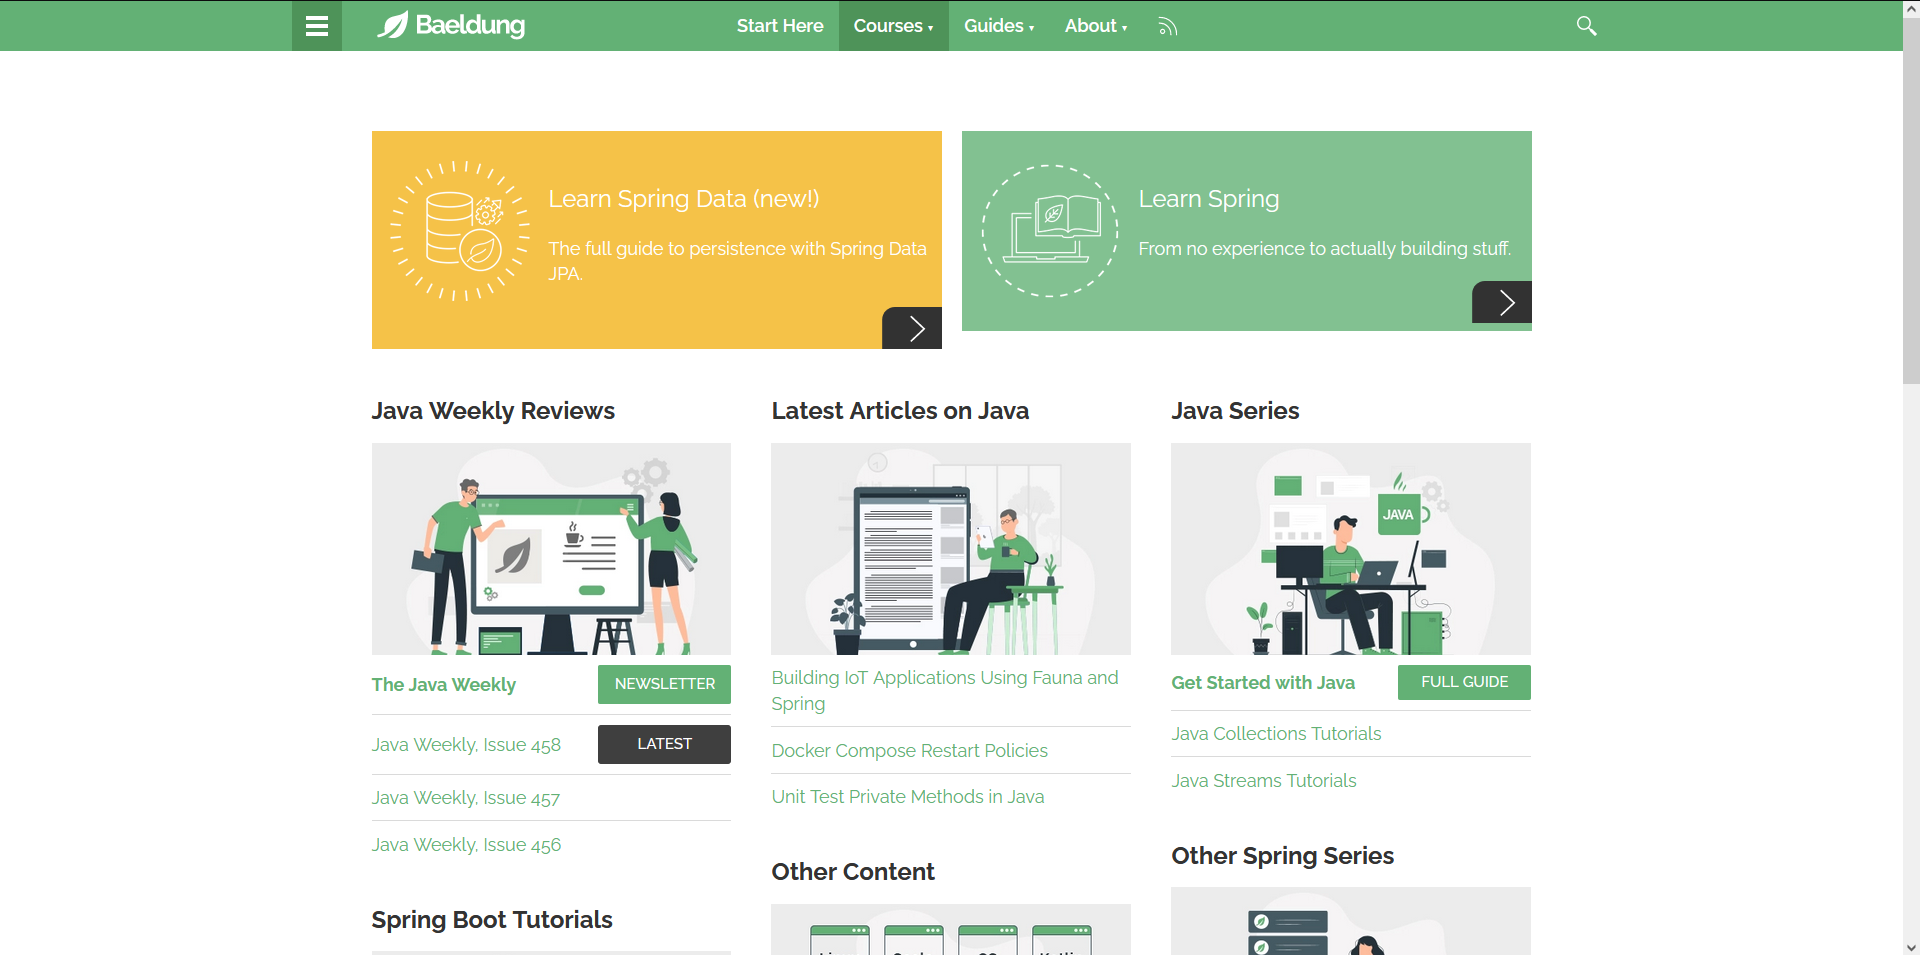 Baeldung
Start Here
Courses
Guides
About
Learn Spring Data (new!)
The full guide to persistence with Spring Data
JPA.
Learn Spring
From no experience to actually building stuff.
Java Weekly Reviews
The Java Weekly
NEWSLETTER
Java Weekly, Issue 458
LATEST
Java Weekly, Issue 457
Java Weekly, Issue 456
Spring Boot Tutorials
Latest Articles on Java
Building IoT Applications Using Fauna and
Spring
Docker Compose Restart Policies
Unit Test Private Methods in Java
Other Content
Java Series
JAVA
Get Started with Java
FULL GUIDE
Java Collections Tutorials
Java Streams Tutorials
Other Spring Series